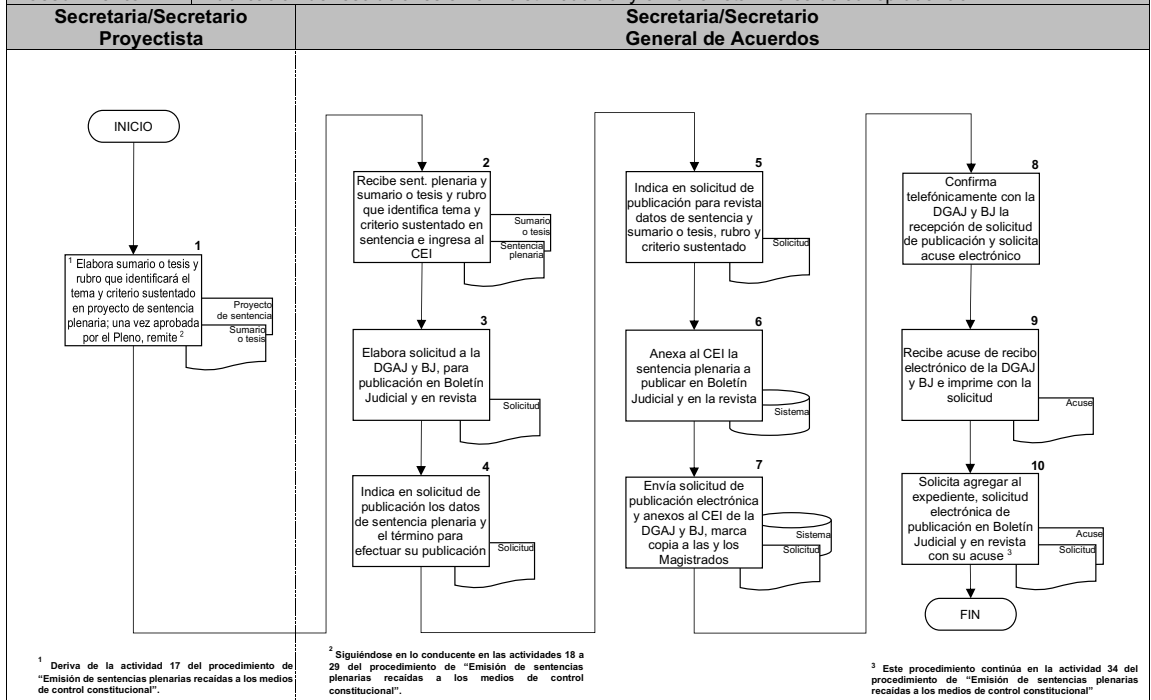 Secretaria/Secretario
Proyectista
Secretaria/Secretario
General de Acuerdos
INICIO
1
¹ Elabora sumario o tesis y
rubro que identificará el
tema y criterio sustentado
en proyecto de sentencia
plenaria; una vez aprobada
por el Pleno, remite ²
Proyecto
de sentencia
Sumario
o tesis
2
Recibe sent. plenaria y
sumario o tesis y rubro
que identifica tema y
criterio sustentado en
sentencia e ingresa al
CEI
Sumario
o tesis
Sentencia
plenaria
3
Elabora solicitud a la
DGAJ y BJ, para
publicación en Boletín
Judicial y en revista
Solicitud
4
Indica en solicitud de
publicación los datos
de sentencia plenaria y
el término para
efectuar su publicación
Solicitud
5
Indica en solicitud de
publicación para revista
datos de sentencia y
sumario o tesis, rubro y
criterio sustentado
Solicitud
6
Anexa al CEI la
sentencia plenaria a
publicar en Boletín
Judicial y en la revista
Sistema
7
Envía solicitud de
publicación electrónica
y anexos al CEI de la
DGAJ y BJ, marca
copia a las y los
Magistrados
Sistema
Solicitud
8
Confirma
telefónicamente con la
DGAJ y BJ la
recepción de solicitud
de publicación y solicita
acuse electrónico
9
Recibe acuse de recibo
electrónico de la DGAJ
y BJ e imprime con la
solicitud
Acuse
10
Solicita agregar al
expediente, solicitud
electrónica de
publicación en Boletín
Judicial y en revista
con su acuse ³
Acuse
Solicitud
FIN
¹ Deriva de la actividad 17 del procedimiento de
“Emisión de sentencias plenarias recaídas a los medios
de control constitucional”.
² Siguiéndose en lo conducente en las actividades 18 a
29 del procedimiento de “Emisión de sentencias
plenarias recaídas a los medios de control
constitucional”.
³ Este procedimiento continúa en la actividad 34 del
procedimiento de “Emisión de sentencias plenarias
recaídas a los medios de control constitucional”